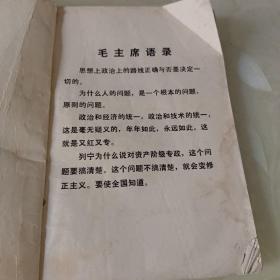 毛主席语录
思想上政治上的路线正确与否是决定一
切的。
为什么人的问题，是一个根本的问题，
原则的问题。
政治和经济的统一，政治和技术的统一，
这是毫无疑义的，年年如此，永远如此。这
就是又红又专。
列宁为什么说对资产阶级专政，这个问
题要搞清楚。这个问题不搞清楚，就会变修
正主义。要使全国知道。